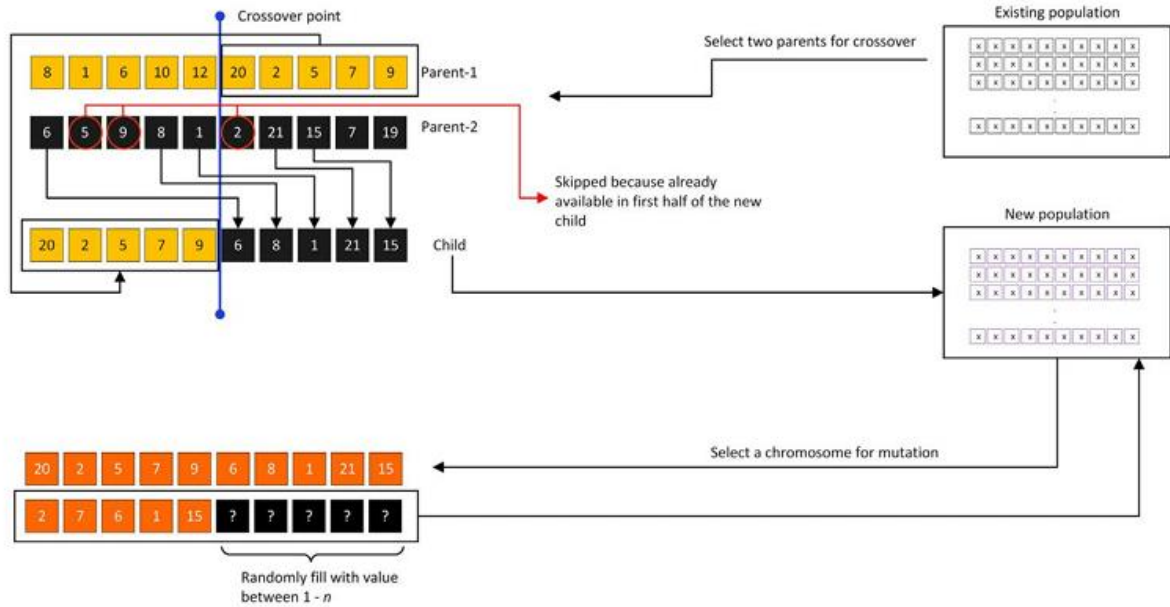 Crossover point
Existing population
Select two parents for crossover
x x x x x x x x x x
x x x x x x x x x x
x x x x x x x x x x
.
.
x x x x x x x x x x
8 1 6 10 12 20 2 5 7 9 Parent-1
6 5 9 8 1 2 21 15 7 19 Parent-2
Skipped because already
available in first half of the new
child
New population
20 2 5 7 9 6 8 1 21 15 Child
x x x x x x x x x x
x x x x x x x x x x
x x x x x x x x x x
.
.
x x x x x x x x x x
Select a chromosome for mutation
20 2 5 7 9 6 8 1 21 15
2 7 6 1 15 ? ? ? ? ?
Randomly fill with value
between 1 - n